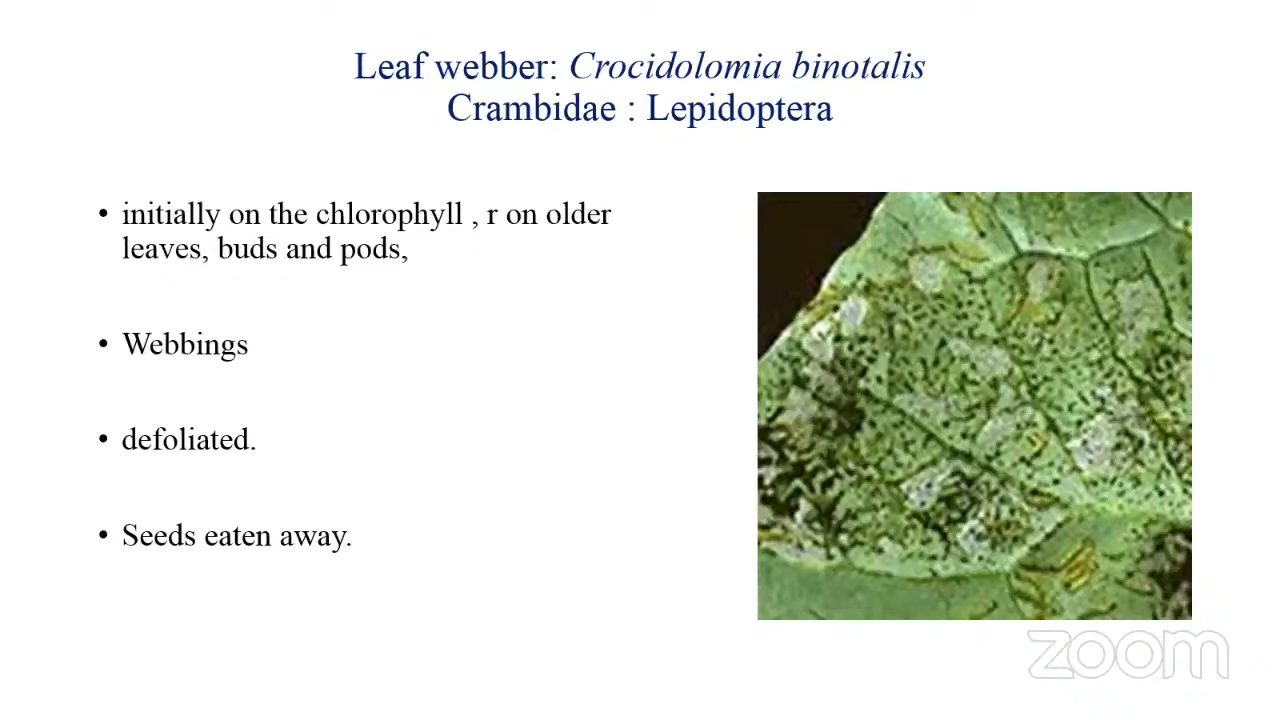 Leaf webber: Crocidolomia binotalis
Crambidae : Lepidoptera
• initially on the chlorophyll , r on older
leaves, buds and pods,
• Webbings
• defoliated.
• Seeds eaten away.
zoom